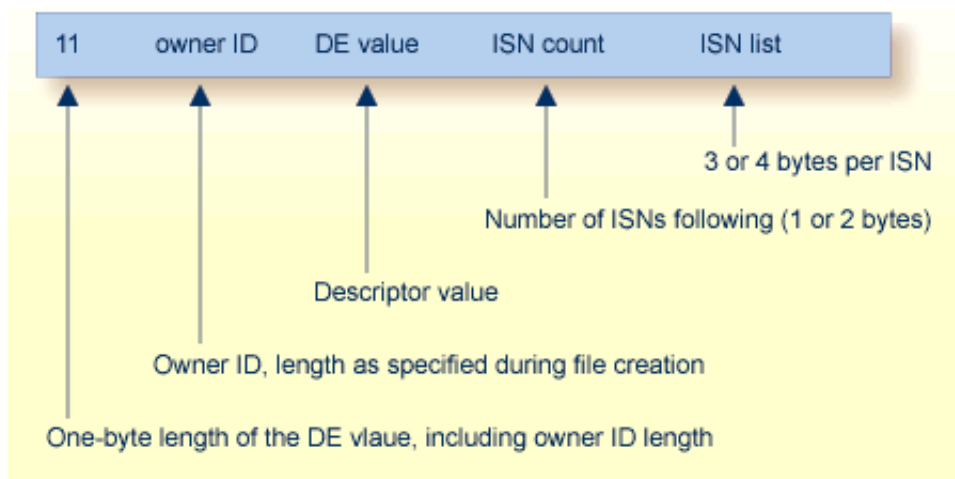 11 owner ID DE value ISN count ISN list
3 or 4 bytes per ISN
Number of ISNs following (1 or 2 bytes)
Descriptor value
Owner ID, length as specified during file creation
One-byte length of the DE vlaue, including owner ID length